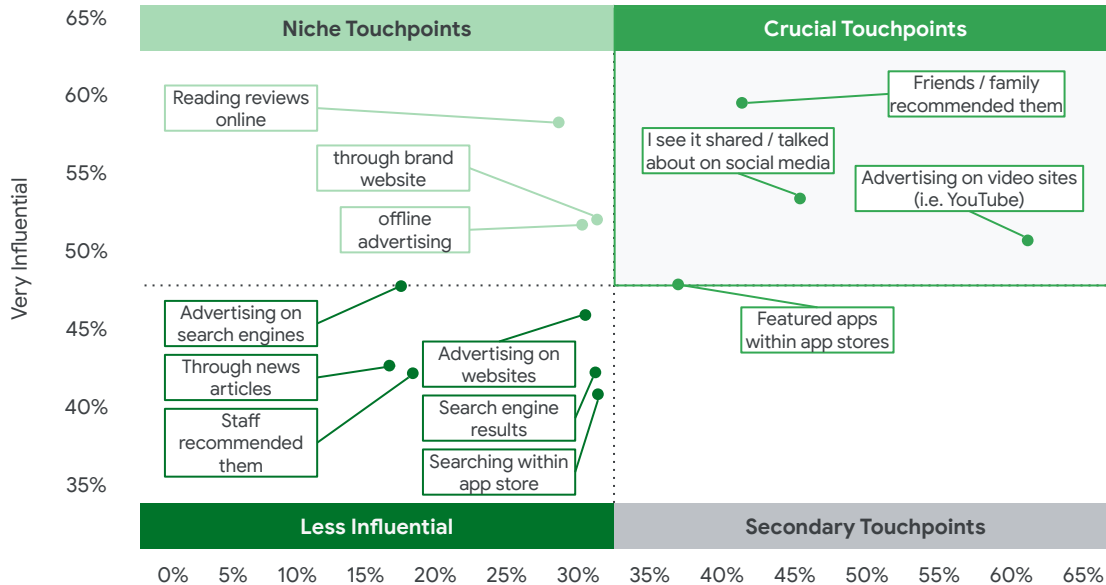 65%
Niche Touchpoints
Crucial Touchpoints
60%
Reading reviews
online
Friends / family
recommended them
55%
through brand
website
I see it shared / talked
about on social media
Advertising on video sites
(i.e. YouTube)
offline
advertising
50%
Very Influential
45%
Advertising on
search engines
Featured apps
within app stores
Advertising on
websites
Through news
articles
40%
Search engine
results
Staff
recommended
them
Searching within
app store
35%
Less Influential
Secondary Touchpoints
0% 5% 10% 15% 20% 25% 30% 35% 40% 45% 50% 55% 60% 65%